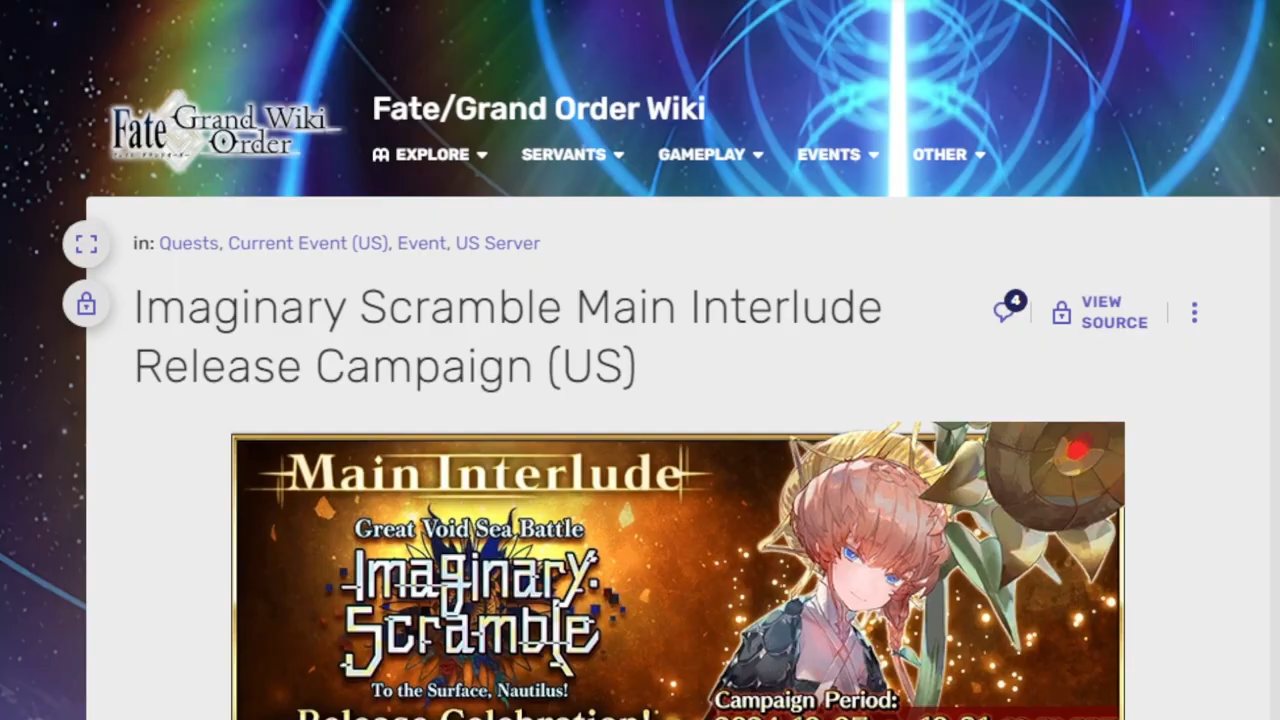 Fate/Grand Order Wiki
Fate
Grand Wiki
Order
EXPLORE SERVANTS GAMEPLAY EVENTS OTHER
in: Quests, Current Event (US), Event, US Server
Imaginary Scramble Main Interlude
Release Campaign (US)
4
VIEW
SOURCE
Main Interlude
Great Void Sea Battle
Imaginary
Scramble
To the Surface, Nautilus!
Release Celebration!
Campaign Period: